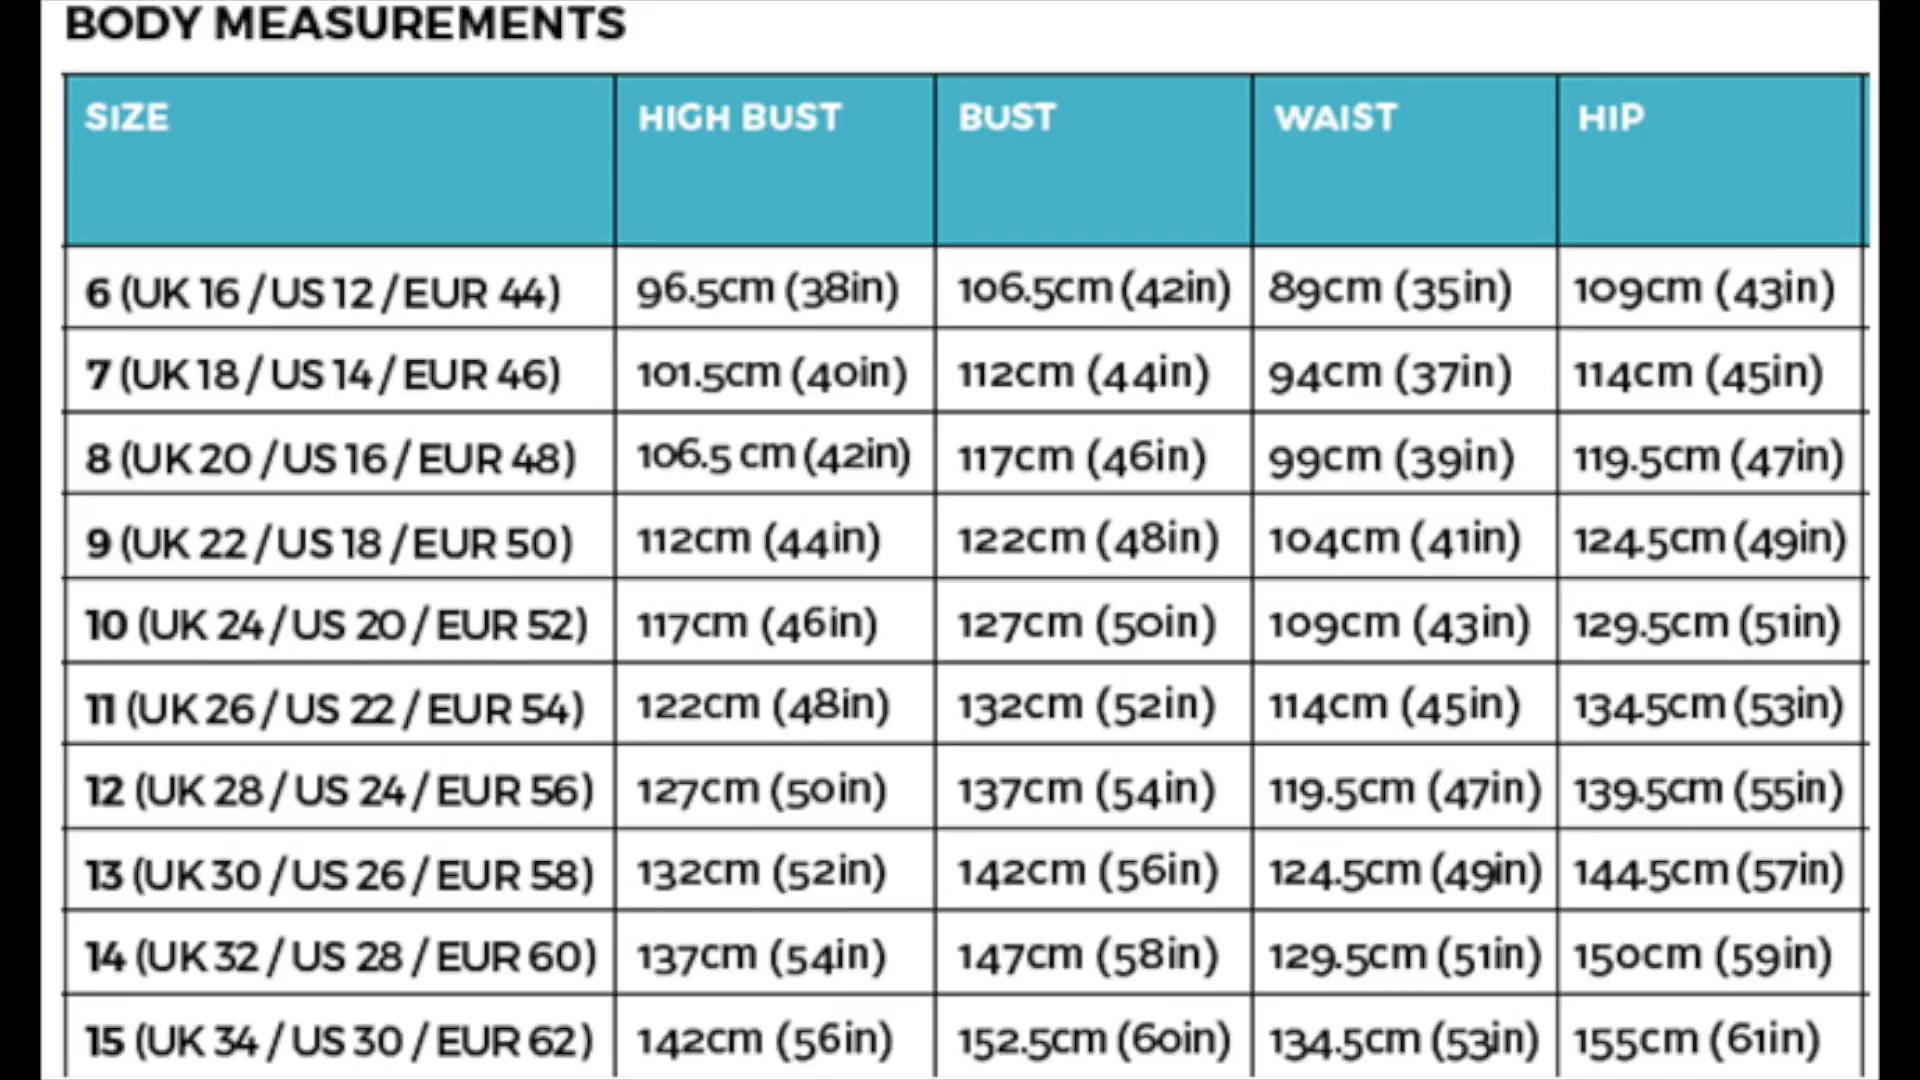 BODY MEASUREMENTS
SIZE HIGH BUST BUST WAIST HIP
6 (UK 16 / US 12 / EUR 44) 96.5cm (38in) 106.5cm (42in) 89cm (35in) 109cm (43in)
7 (UK 18 / US 14 / EUR 46) 101.5cm (40in) 112cm (44in) 94cm (37in) 114cm (45in)
8 (UK 20 / US 16 / EUR 48) 106.5 cm (42in) 117cm (46in) 99cm (39in) 119.5cm (47in)
9 (UK 22 / US 18 / EUR 50) 112cm (44in) 122cm (48in) 104cm (41in) 124.5cm (49in)
10 (UK 24 / US 20 / EUR 52) 117cm (46in) 127cm (50in) 109cm (43in) 129.5cm (51in)
11 (UK 26 / US 22 / EUR 54) 122cm (48in) 132cm (52in) 114cm (45in) 134.5cm (53in)
12 (UK 28 / US 24 / EUR 56) 127cm (50in) 137cm (54in) 119.5cm (47in) 139.5cm (55in)
13 (UK 30 / US 26 / EUR 58) 132cm (52in) 142cm (56in) 124.5cm (49in) 144.5cm (57in)
14 (UK 32 / US 28 / EUR 60) 137cm (54in) 147cm (58in) 129.5cm (51in) 150cm (59in)
15 (UK 34 / US 30 / EUR 62) 142cm (56in) 152.5cm (60in) 134.5cm (53in) 155cm (61in)